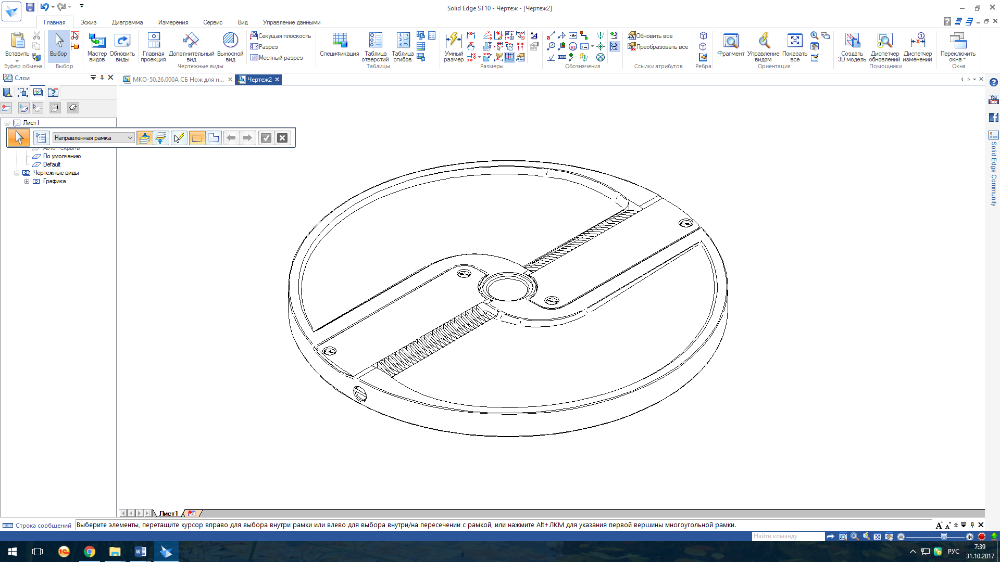 Solid Edge ST10 - Чертеж - [Чертеж2]
Главная Эскиз Диаграмма Измерения Сервис Вид Управление данными
Вставить
Буфер обмена
Выбор
Выбор
Мастер видов
Обновить виды
Главная проекция
Дополнительный вид
Выносной вид
Секущая плоскость
Разрез
Местный разрез
Чертежные виды
Спецификация
Таблица отверстий
Таблица сгибов
Таблицы
Умный размер
Размеры
Обозначения
Обновить все
Преобразовать все
Ссылки атрибутов
Ребра
Фрагмент
Управление видом
Показать все
Ориентация
Создать 3D модель
Диспетчер обновлений
Диспетчер изменений
Помощники
Переключить окна
Окна
Слои
МКО-50.26.000А СБ Нож для н...
Чертеж2
Лист1
Направленная рамка
Авто - Скрыть
По умолчанию
Default
Чертежные виды
Графика
You
Tube
Solid Edge Community
Лист1
Строка сообщений
Выберите элементы, перетащите курсор вправо для выбора внутри рамки или влево для выбора внутри/на пересечении с рамкой, или нажмите Alt+ЛКМ для указания первой вершины многоугольной рамки.
Найти команду
РУС
7:39
31.10.2017